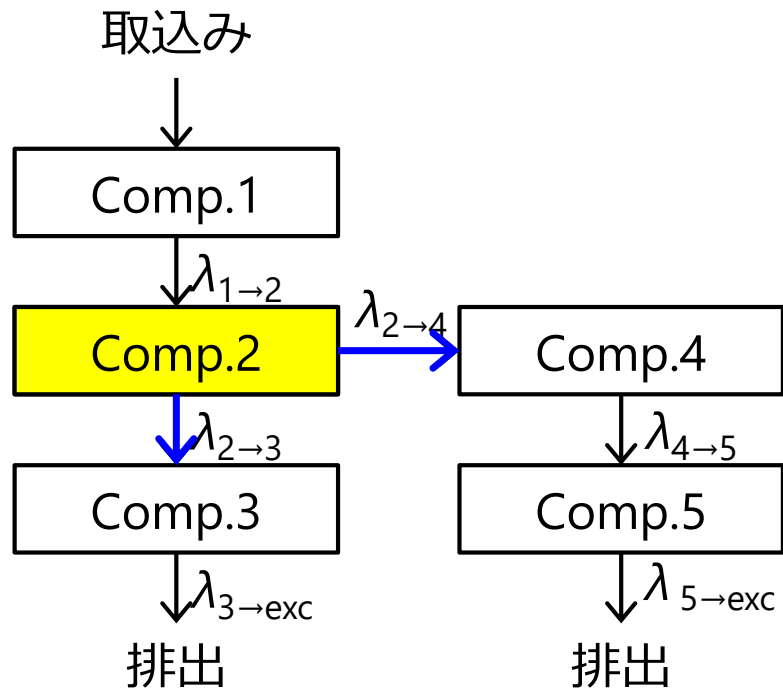 取込み
Comp.1
λ1→2
Comp.2
λ2→4
Comp.4
λ2→3
λ4→5
Comp.3
Comp.5
λ3→exc
λ 5→exc
排出
排出